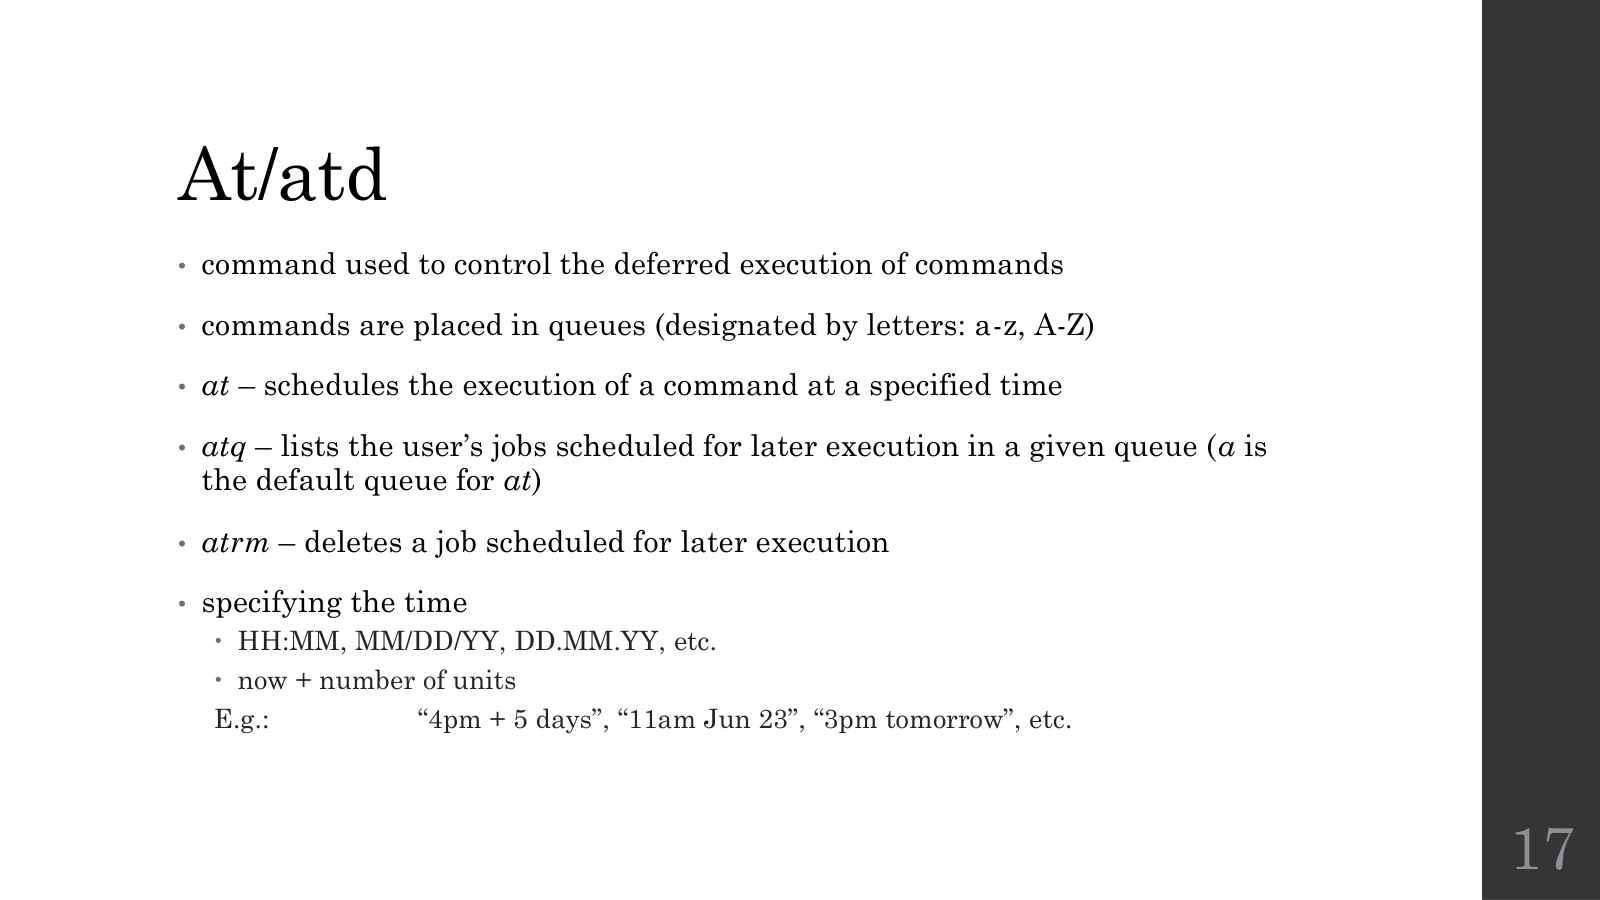 At/atd
• command used to control the deferred execution of commands
• commands are placed in queues (designated by letters: a-z, A-Z)
• at – schedules the execution of a command at a specified time
• atq – lists the user’s jobs scheduled for later execution in a given queue (a is
the default queue for at)
• atrm – deletes a job scheduled for later execution
• specifying the time
• HH:MM, MM/DD/YY, DD.MM.YY, etc.
• now + number of units
E.g.: “4pm + 5 days”, “11am Jun 23”, “3pm tomorrow”, etc.
17